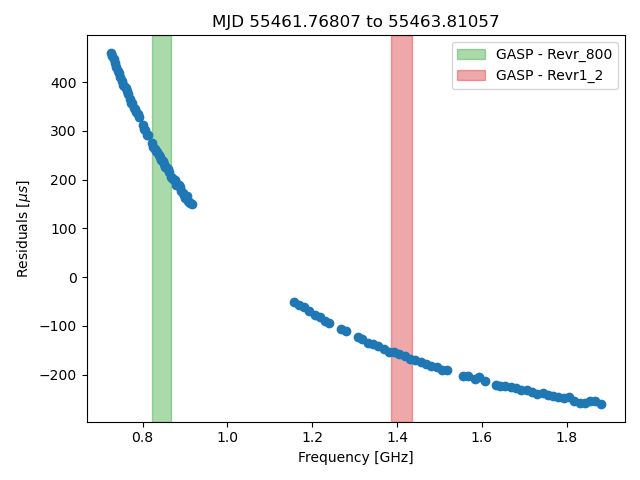 MJD 55461.76807 to 55463.81057
GASP - Revr_800
GASP - Revr1_2
Residuals [μs]
400
300
200
100
0
−100
−200
0.8 1.0 1.2 1.4 1.6 1.8
Frequency [GHz]